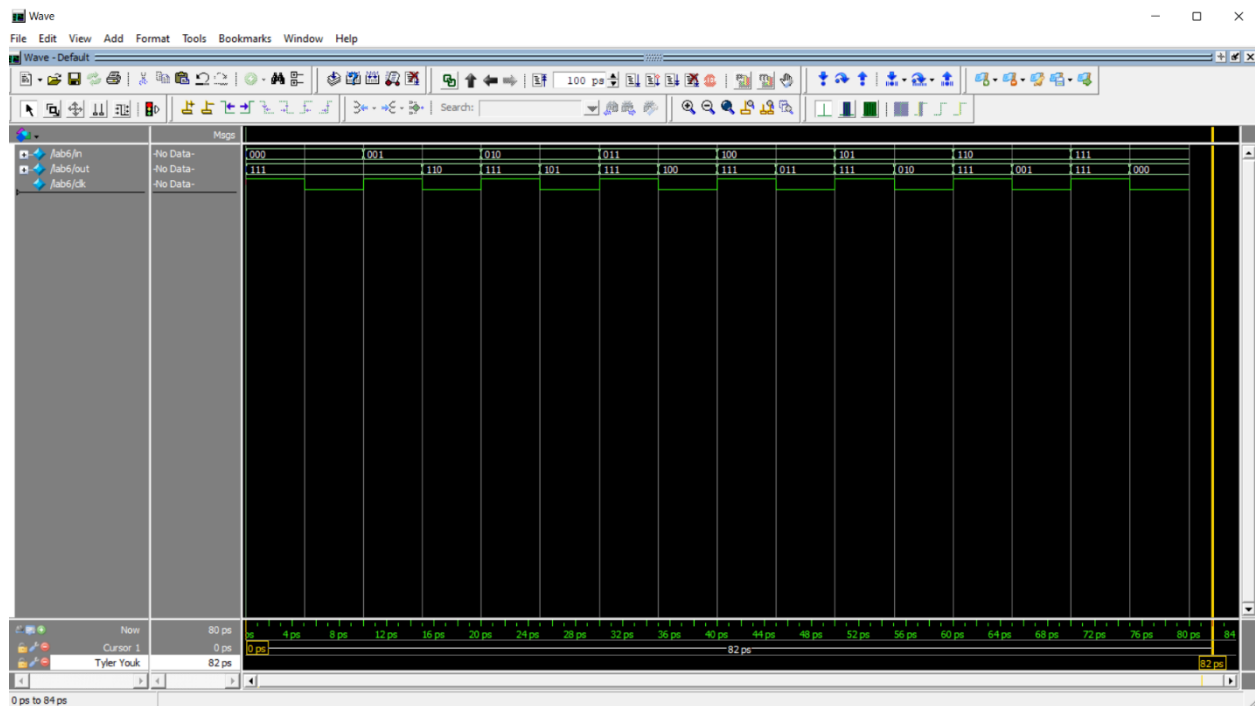 Wave
File Edit View Add Format Tools Bookmarks Window Help
Wave - Default
100 ps
Search:
Msgs
/lab6/in -No Data- 000 001 010 011 100 101 110 111
/lab6/out -No Data- 111 110 111 101 111 100 111 011 111 010 111 001 111 000
/lab6/clk -No Data-
Now 80 ps ps 4 ps 8 ps 12 ps 16 ps 20 ps 24 ps 28 ps 32 ps 36 ps 40 ps 44 ps 48 ps 52 ps 56 ps 60 ps 64 ps 68 ps 72 ps 76 ps 80 ps 84
Cursor 1 0 ps 0 ps 82 ps
Tyler Youk 82 ps 82 ps
0 ps to 84 ps